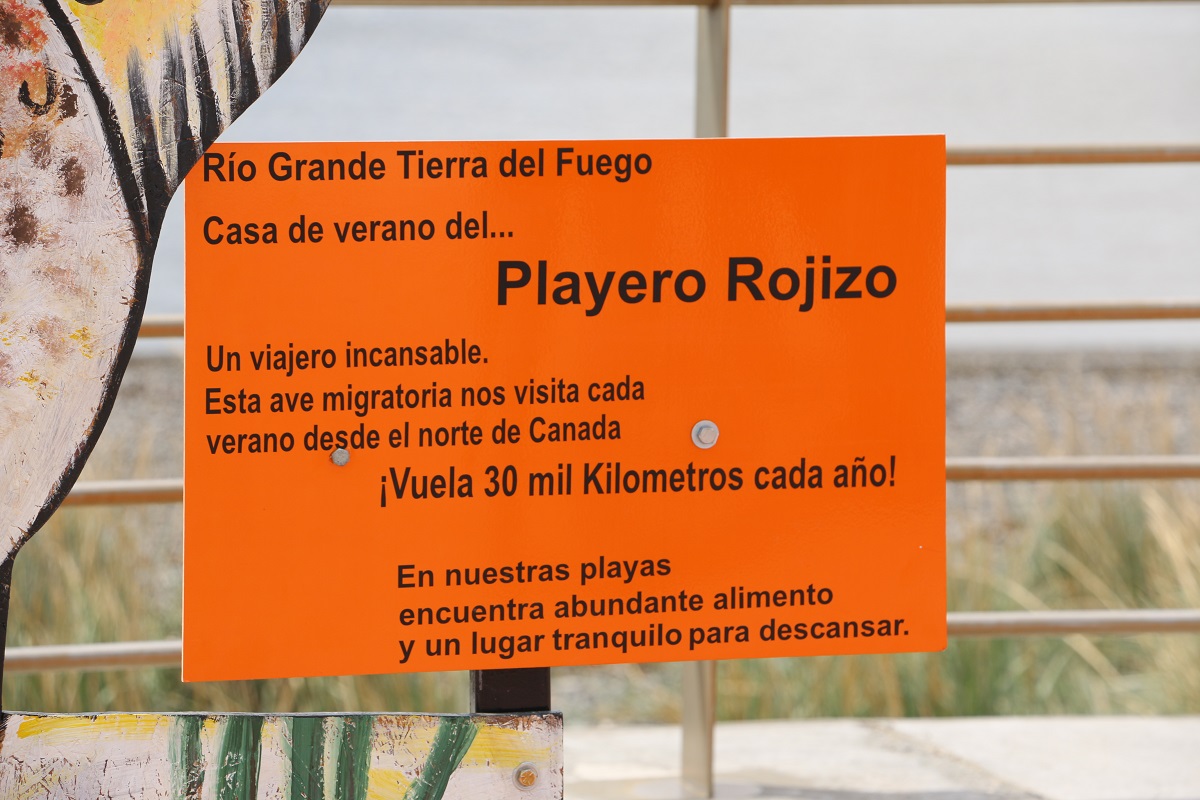 Río Grande Tierra del Fuego
Casa de verano del...
Playero Rojizo
Un viajero incansable.
Esta ave migratoria nos visita cada
verano desde el norte de Canada
¡Vuela 30 mil Kilometros cada año!
En nuestras playas
encuentra abundante alimento
y un lugar tranquilo para descansar.